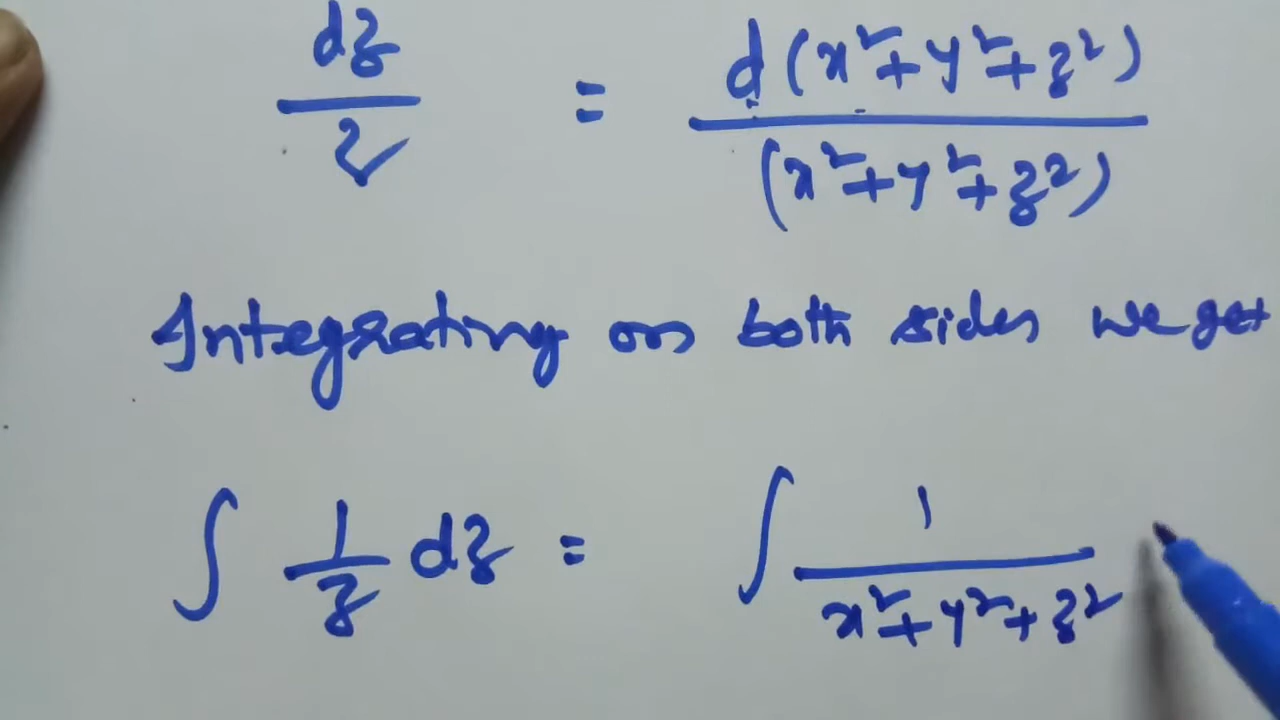 dz/z = d(x²+y²+z²)/(x²+y²+z²)
Integrating on both sides we get
∫ 1/z dz = ∫ 1/x²+y²+z²